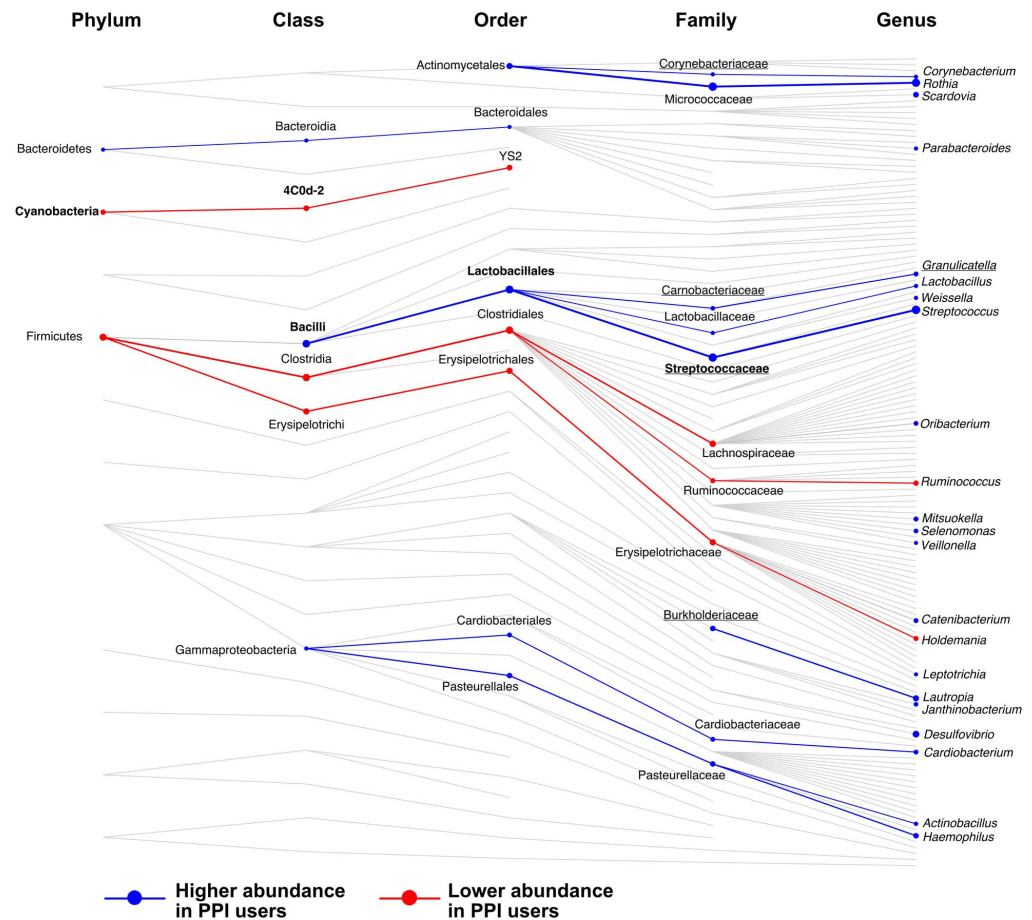 Phylum Class Order Family Genus
Actinomycetales
Corynebacteriaceae
Corynebacterium
Rothia
Micrococcaceae
Scardovia
Bacteroidales
Bacteroidia
Bacteroidetes
Parabacteroides
YS2
4C0d-2
Cyanobacteria
Lactobacillales
Granulicatella
Carnobacteriaceae
Lactobacillus
Weissella
Streptococcus
Lactobacillaceae
Clostridiales
Bacilli
Firmicutes
Clostridia
Erysipelotrichales
Streptococcaceae
Erysipelotrichi
Oribacterium
Lachnospiraceae
Ruminococcus
Ruminococcaceae
Mitsuokella
Selenomonas
Veillonella
Erysipelotrichaceae
Burkholderiaceae
Catenibacterium
Cardiobacteriales
Holdemania
Gammaproteobacteria
Leptotrichia
Pasteurellales
Lautropia
Janthinobacterium
Cardiobacteriaceae
Desulfovibrio
Cardiobacterium
Pasteurellaceae
Actinobacillus
Haemophilus
Higher abundance
in PPI users
Lower abundance
in PPI users